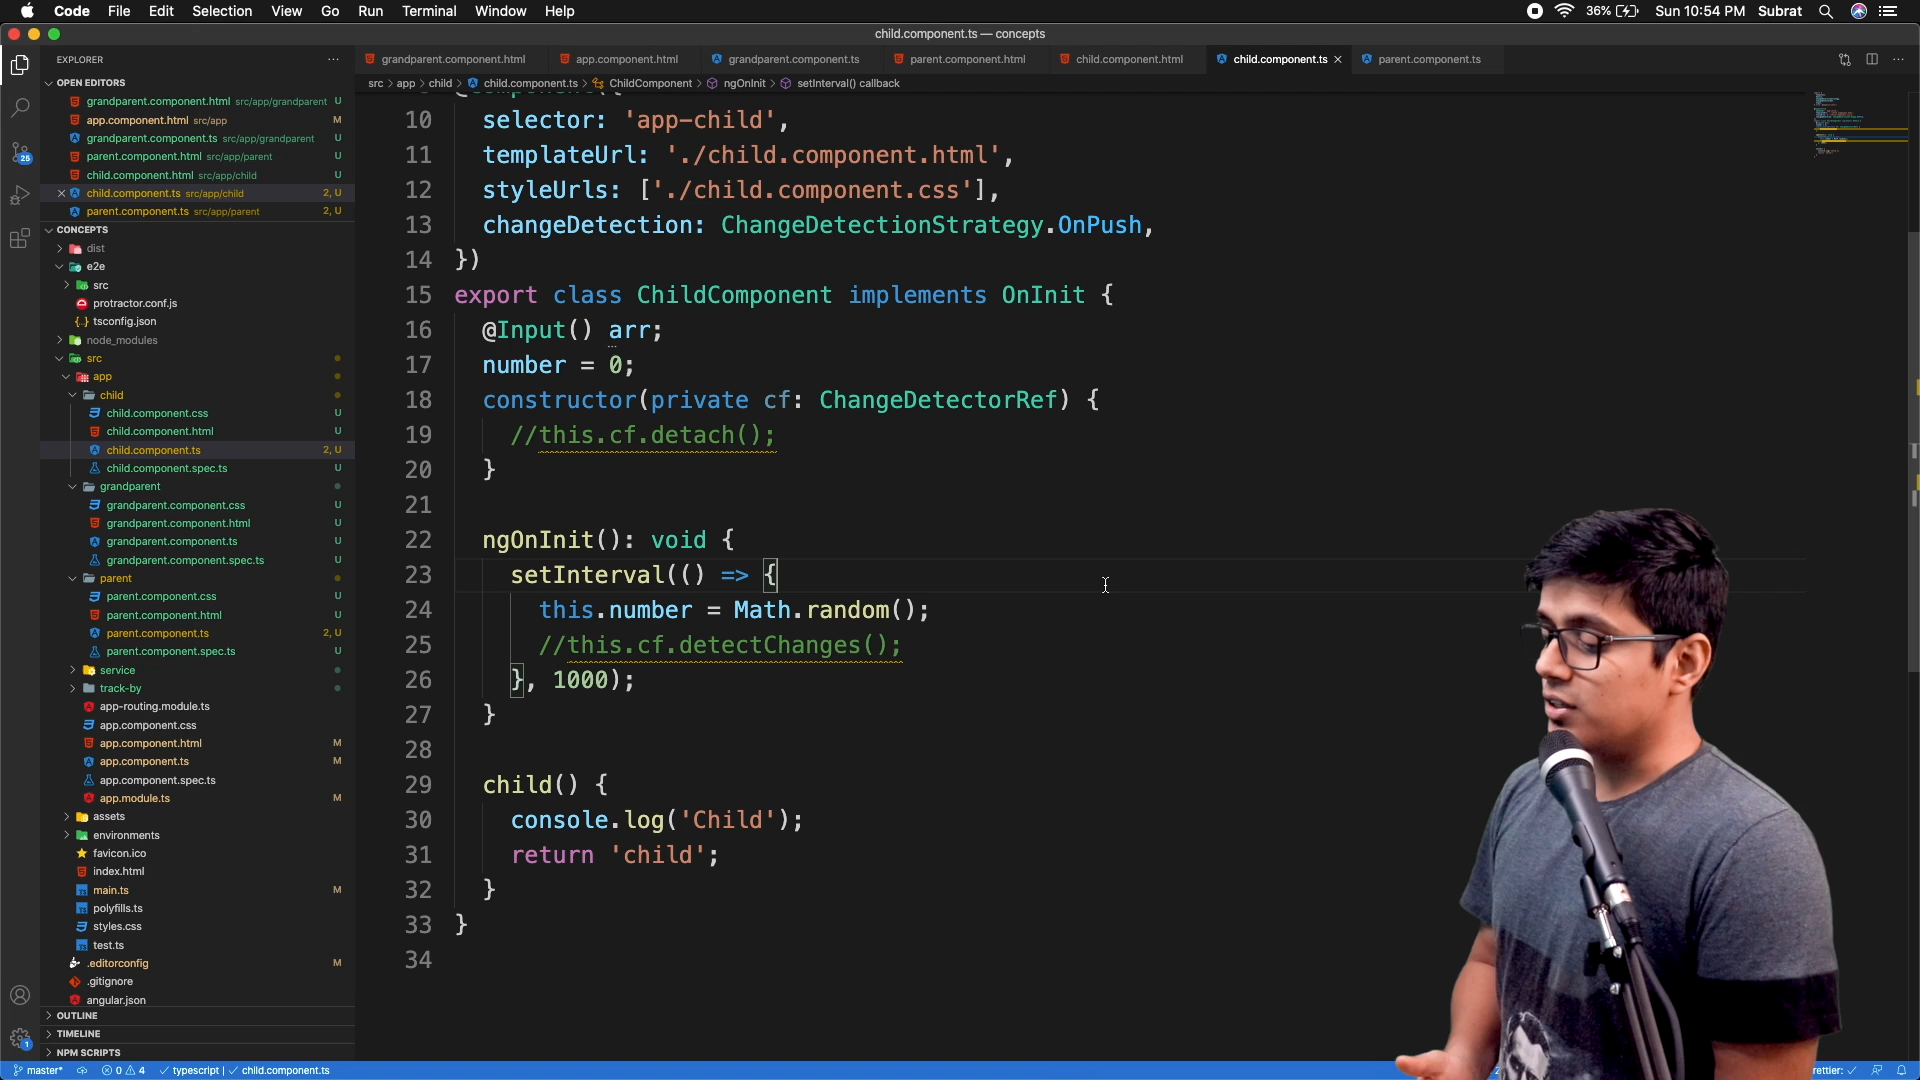 Code File Edit Selection View Go Run Terminal Window Help
36% Sun 10:54 PM Subrat
child.component.ts — concepts
EXPLORER
grandparent.component.html app.component.html grandparent.component.ts parent.component.html child.component.html child.component.ts parent.component.ts
src > app > child > child.component.ts > ChildComponent > ngOnInit > setInterval() callback
OPEN EDITORS
grandparent.component.html src/app/grandparent U
app.component.html src/app M
grandparent.component.ts src/app/grandparent U
parent.component.html src/app/parent U
child.component.html src/app/child U
child.component.ts src/app/child 2, U
parent.component.ts src/app/parent 2, U
CONCEPTS
dist
e2e
src
protractor.conf.js
tsconfig.json
node_modules
src
app
child
child.component.css U
child.component.html U
child.component.ts 2, U
child.component.spec.ts U
grandparent
grandparent.component.css U
grandparent.component.html U
grandparent.component.ts U
grandparent.component.spec.ts U
parent
parent.component.css U
parent.component.html U
parent.component.ts 2, U
parent.component.spec.ts U
service
track-by
app-routing.module.ts
app.component.css
app.component.html M
app.component.ts M
app.component.spec.ts
app.module.ts M
assets
environments
favicon.ico
index.html
main.ts M
polyfills.ts
styles.css
test.ts
.editorconfig M
.gitignore
angular.json
OUTLINE
TIMELINE
NPM SCRIPTS
25
1
10 selector: 'app-child',
11 templateUrl: './child.component.html',
12 styleUrls: ['./child.component.css'],
13 changeDetection: ChangeDetectionStrategy.OnPush,
14 })
15 export class ChildComponent implements OnInit {
16 @Input() arr;
17 number = 0;
18 constructor(private cf: ChangeDetectorRef) {
19 //this.cf.detach();
20 }
21
22 ngOnInit(): void {
23 setInterval(() => {
24 this.number = Math.random();
25 //this.cf.detectChanges();
26 }, 1000);
27 }
28
29 child() {
30 console.log('Child');
31 return 'child';
32 }
33 }
34
master* 0 4 typescript | child.component.ts